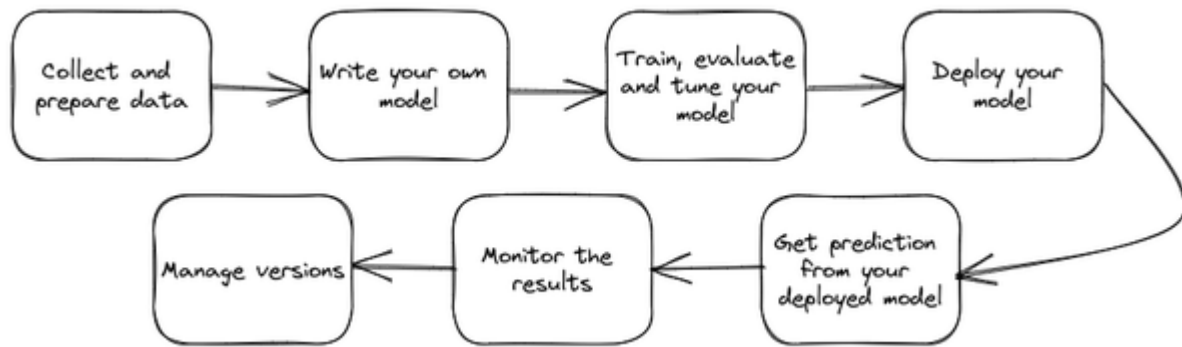 Collect and
prepare data
Write your own
model
Train, evaluate
and tune your
model
Deploy your
model
Get prediction
from your
deployed model
Monitor the
results
Manage versions